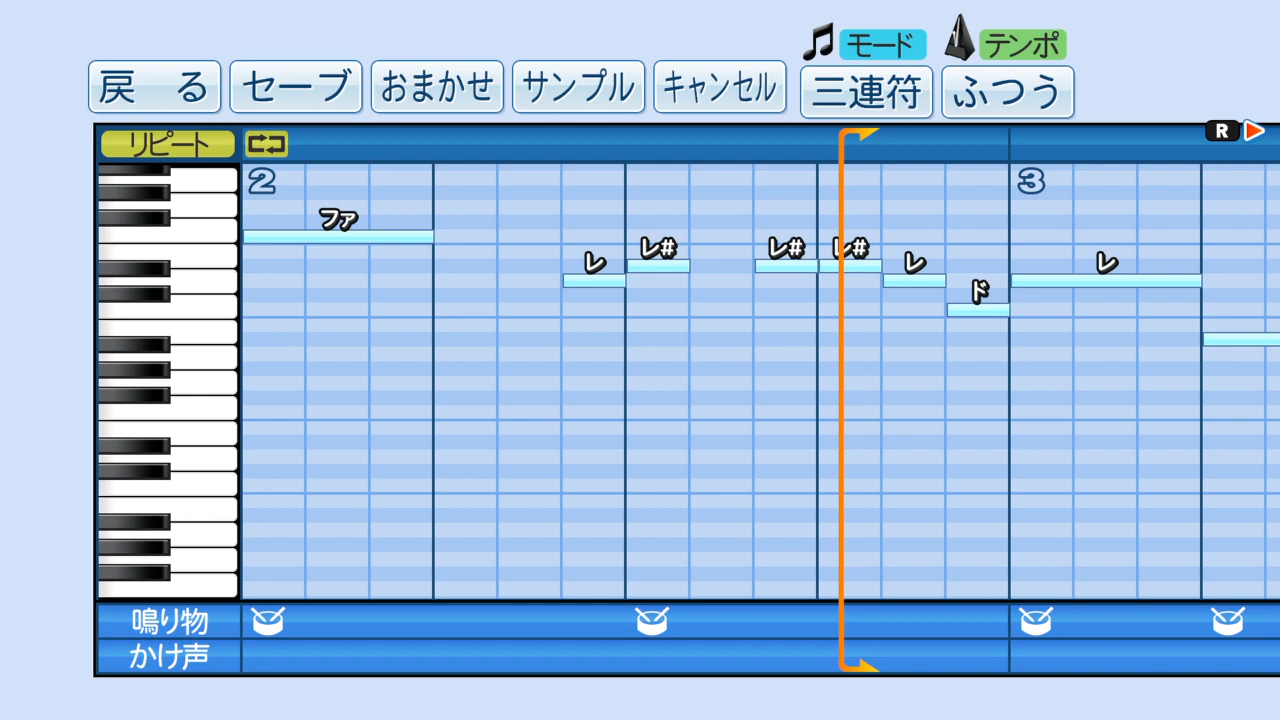 モード テンポ
戻 る セーブ おまかせ サンプル キャンセル 三連符 ふつう
リピート R
2 3
ファ
レ# レ# レ#
レ レ レ
ド
鳴り物
かけ声